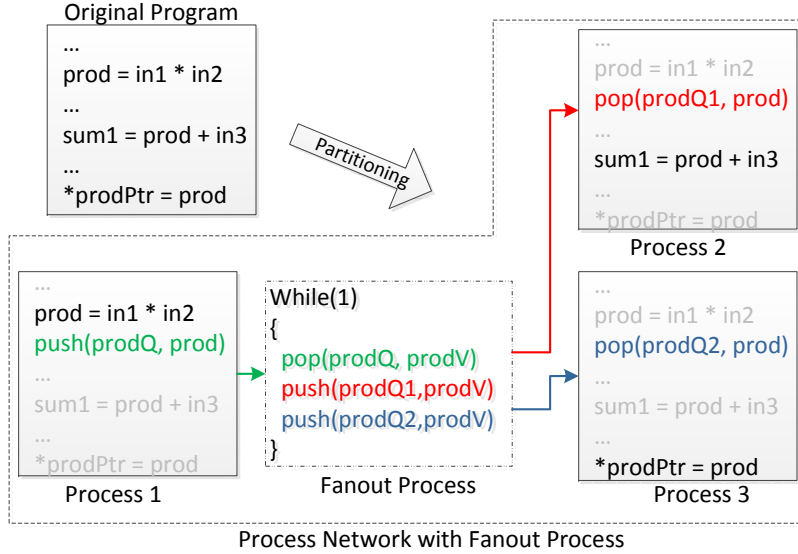 Original Program
...
prod = in1 * in2
...
sum1 = prod + in3
...
*prodPtr = prod
Partitioning
...
prod = in1 * in2
pop(prodQ1, prod)
...
sum1 = prod + in3
...
*prodPtr = prod
Process 2
...
prod = in1 * in2
push(prodQ, prod)
...
sum1 = prod + in3
...
*prodPtr = prod
Process 1
While(1)
{
pop(prodQ, prodV)
push(prodQ1,prodV)
push(prodQ2,prodV)
}
Fanout Process
...
prod = in1 * in2
pop(prodQ2, prod)
...
sum1 = prod + in3
...
*prodPtr = prod
Process 3
Process Network with Fanout Process